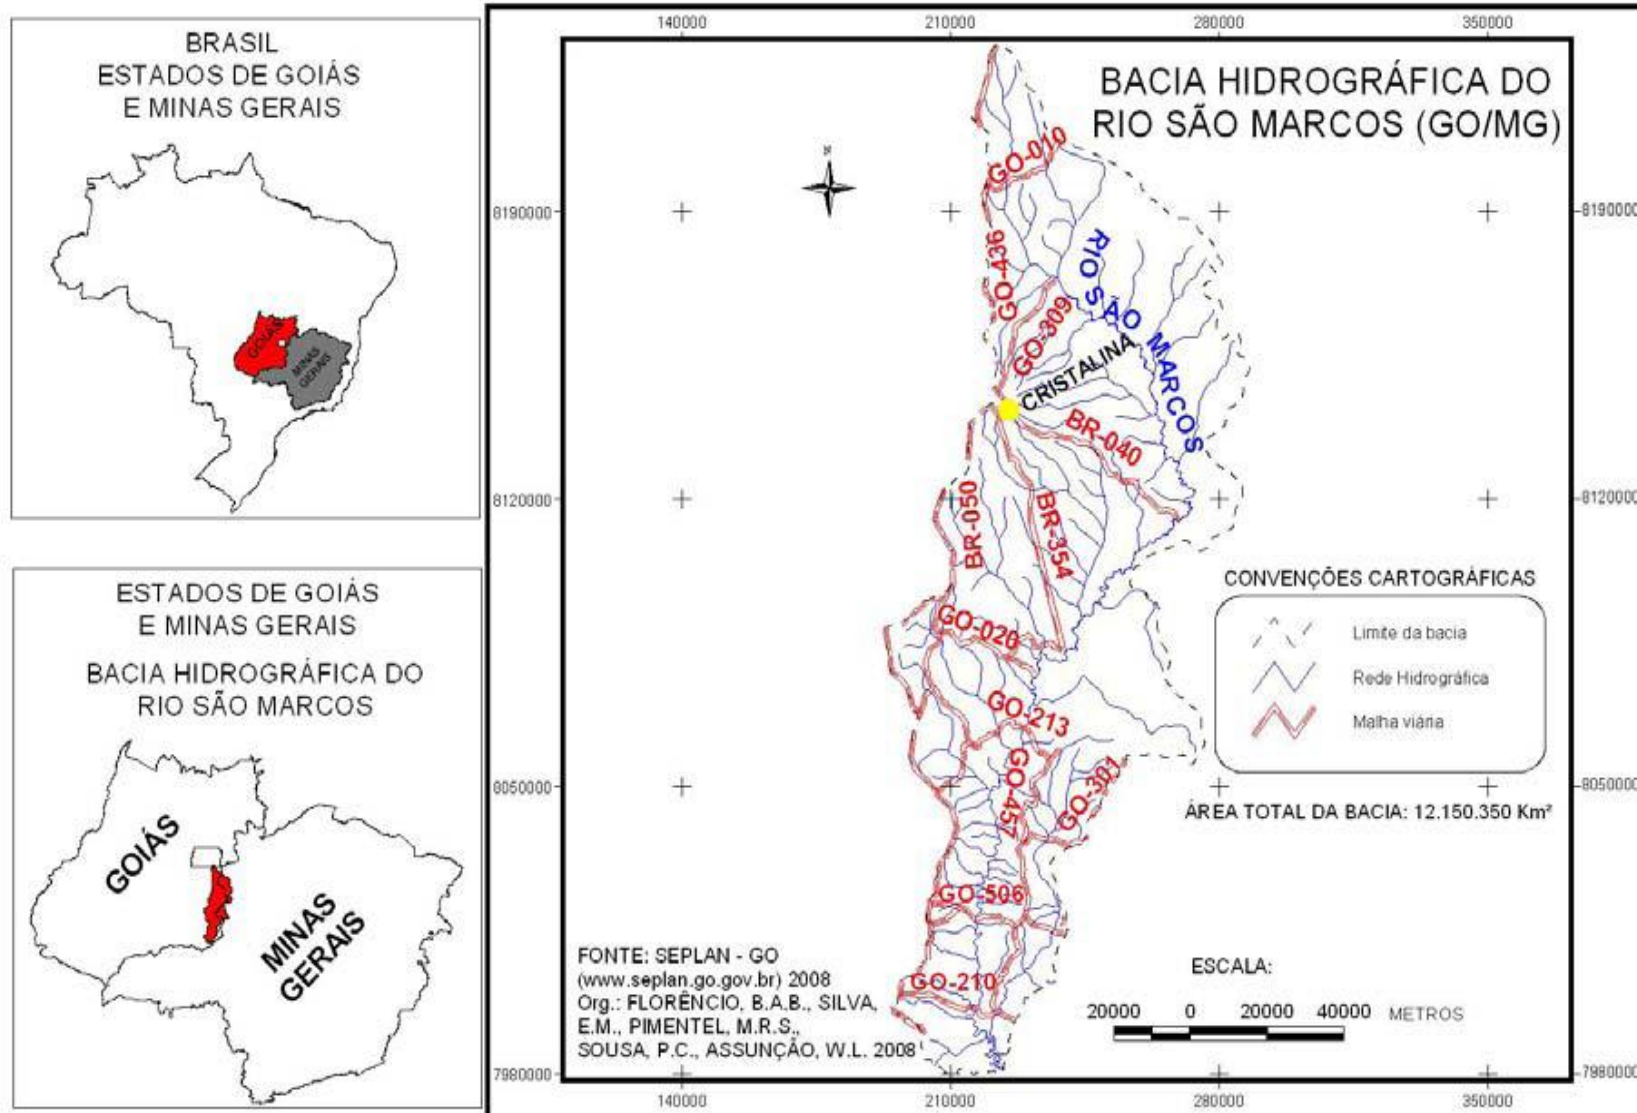 BRASIL
ESTADOS DE GOIÁS
E MINAS GERAIS
GOIÁS
MINAS
GERAIS
ESTADOS DE GOIÁS
E MINAS GERAIS
BACIA HIDROGRÁFICA DO
RIO SÃO MARCOS
GOIÁS
MINAS
GERAIS
140000
210000
280000
350000
BACIA HIDROGRÁFICA DO
RIO SÃO MARCOS (GO/MG)
N
GO-010
8190000
8190000
GO-436
RIO SÃO MARCOS
GO-309
CRISTALINA
BR-040
8120000
8120000
BR-050
BR-354
CONVENÇÕES CARTOGRÁFICAS
Limite da bacia
Rede Hidrográfica
Malha viária
GO-020
GO-213
GO-457
GO-301
8050000
8050000
ÁREA TOTAL DA BACIA: 12.150.350 Km²
GO-506
GO-210
FONTE: SEPLAN - GO
(www.seplan.go.gov.br) 2008
Org.: FLORÊNCIO, B.A.B., SILVA,
E.M., PIMENTEL, M.R.S.,
SOUSA, P.C., ASSUNÇÃO, W.L. 2008
ESCALA:
20000 0 20000 40000 METROS
7980000
7980000
140000
210000
280000
350000